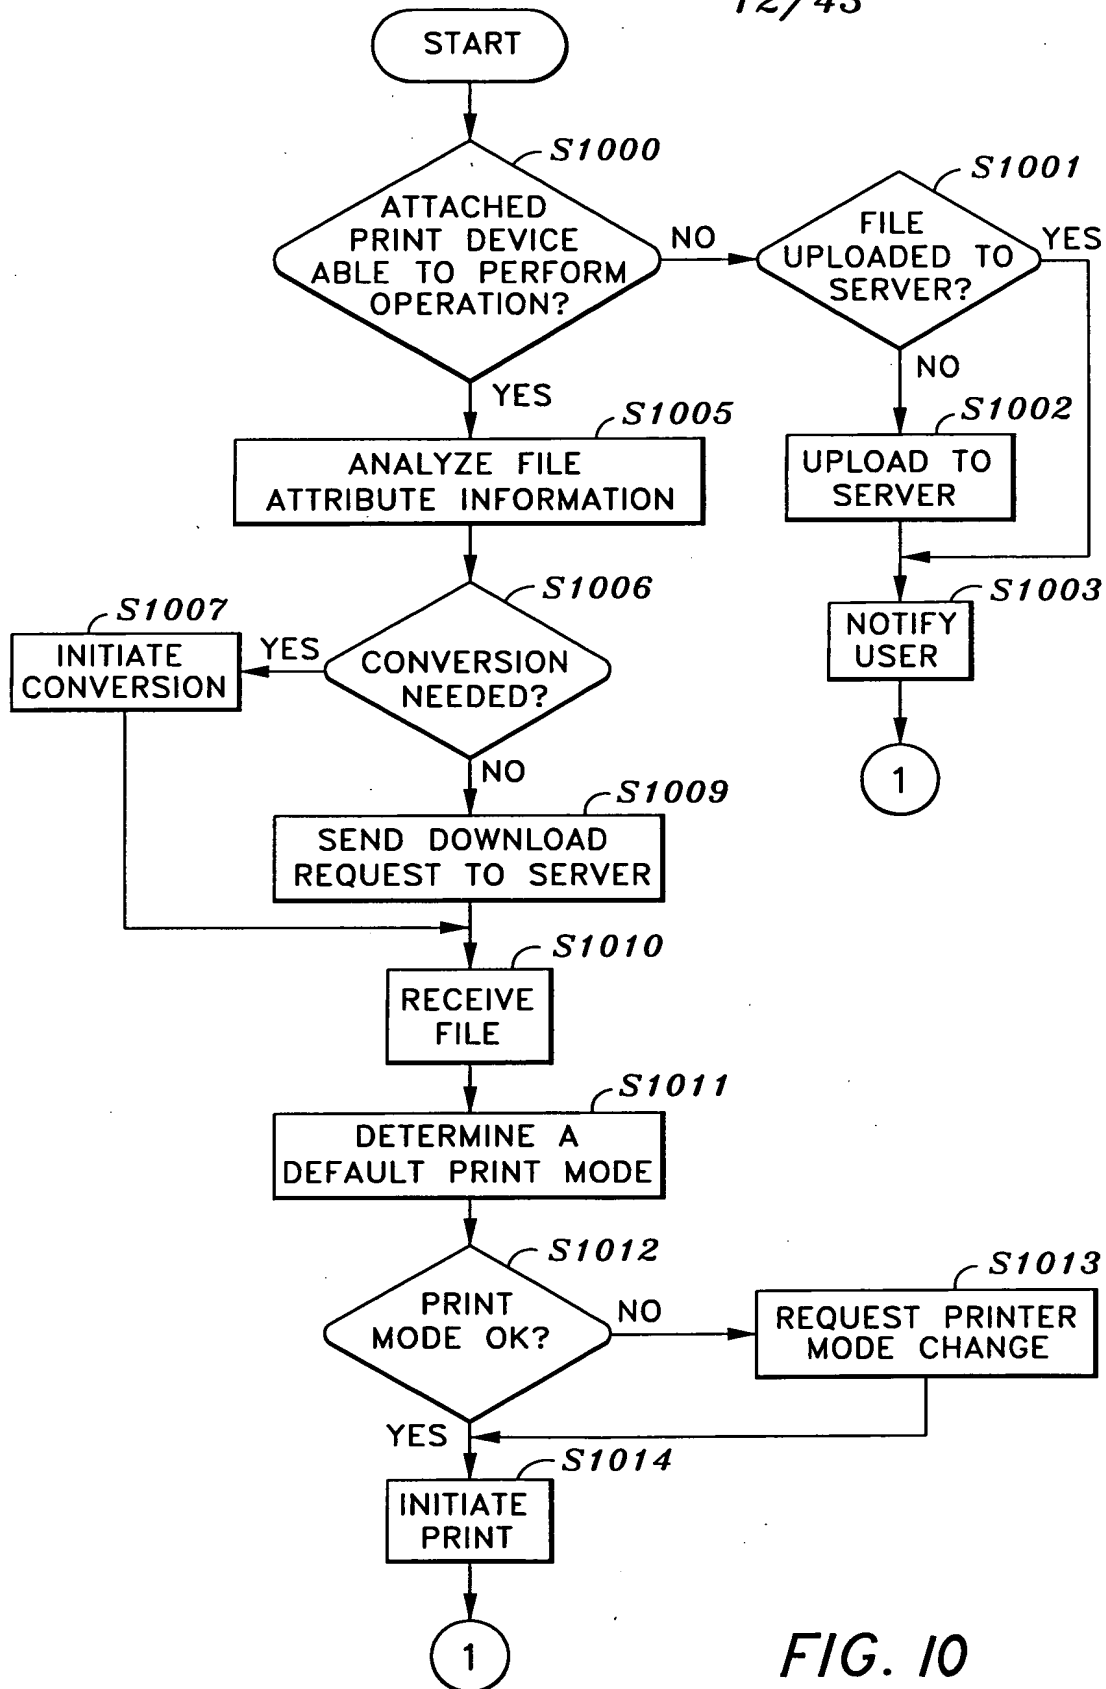 12/43
START
S1000
ATTACHED
PRINT DEVICE
ABLE TO PERFORM
OPERATION?
NO
S1001
FILE
UPLOADED TO
SERVER?
YES
NO
YES
S1002
UPLOAD TO
SERVER
S1005
ANALYZE FILE
ATTRIBUTE INFORMATION
S1003
NOTIFY
USER
1
S1006
CONVERSION
NEEDED?
YES
S1007
INITIATE
CONVERSION
NO
S1009
SEND DOWNLOAD
REQUEST TO SERVER
S1010
RECEIVE
FILE
S1011
DETERMINE A
DEFAULT PRINT MODE
S1012
PRINT
MODE OK?
NO
S1013
REQUEST PRINTER
MODE CHANGE
YES
S1014
INITIATE
PRINT
1
FIG. 10